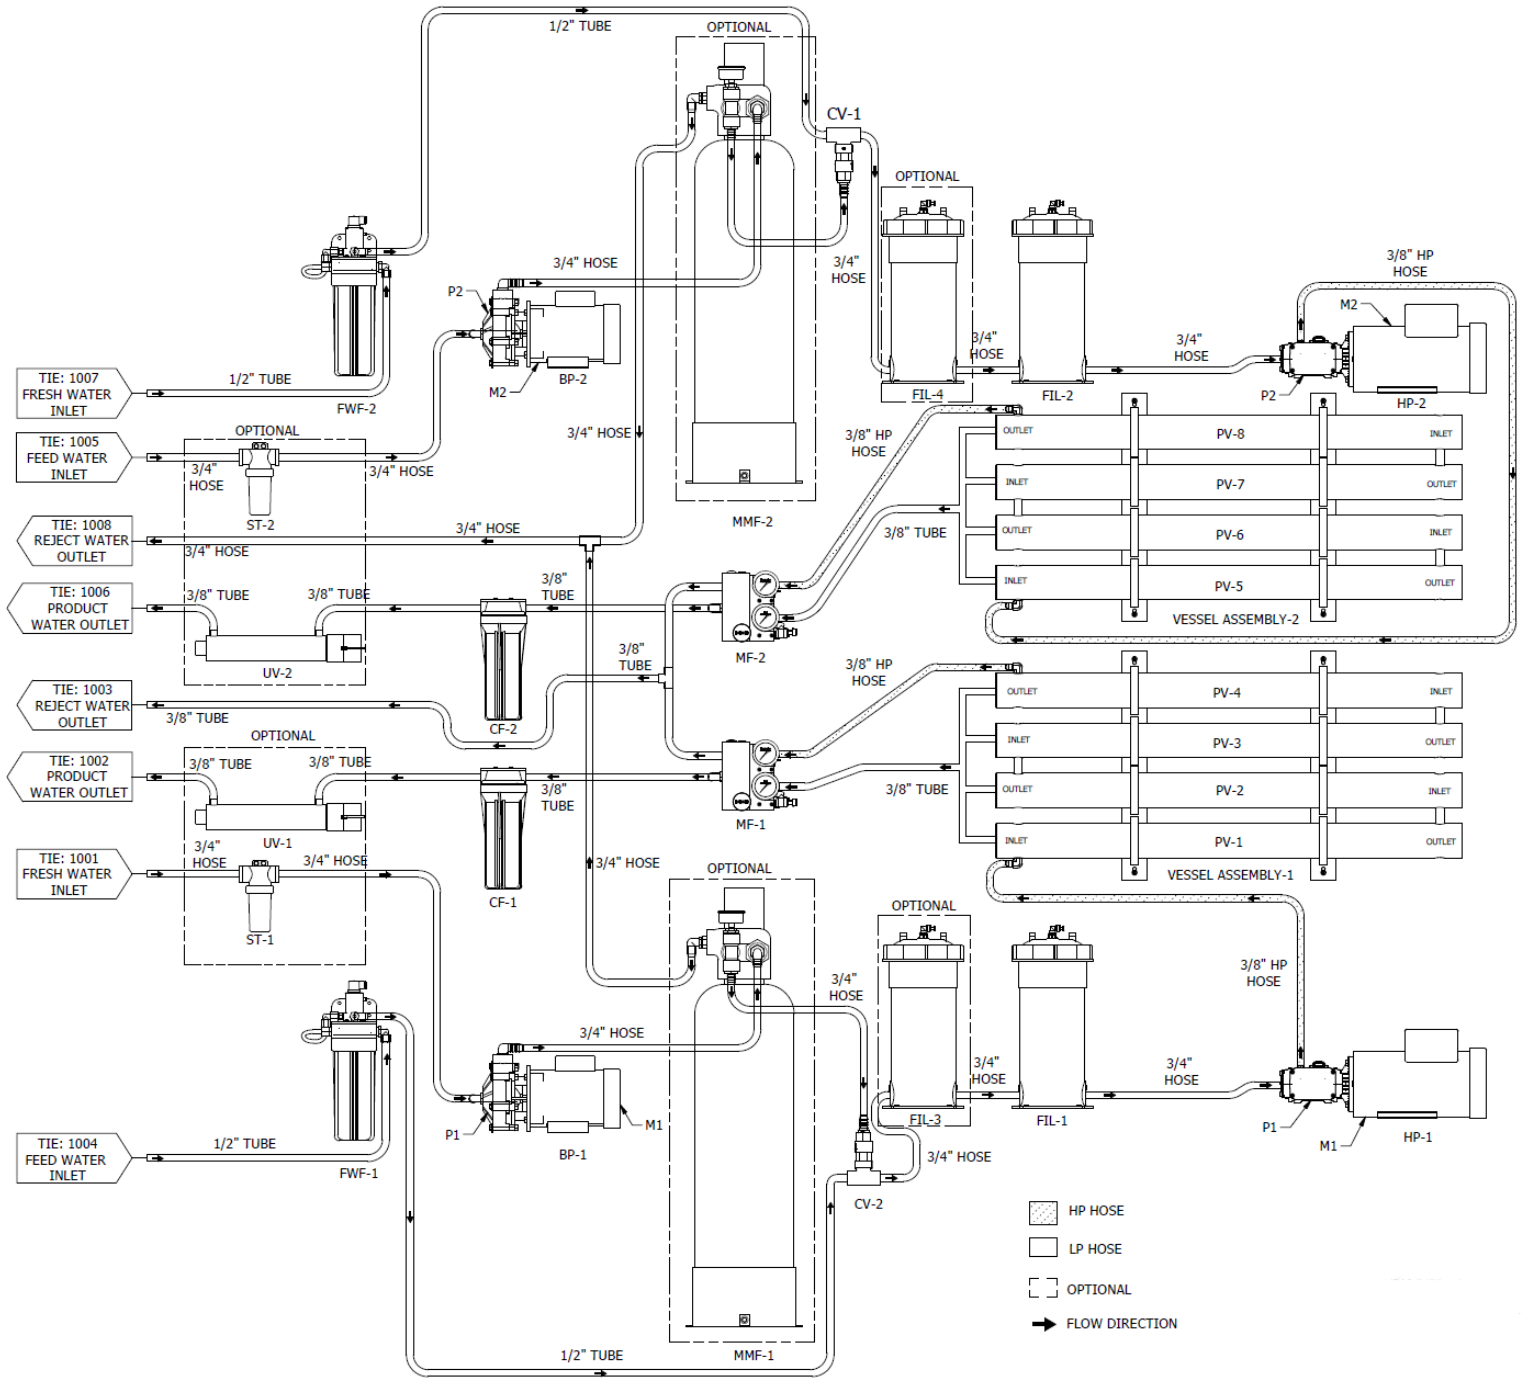 1/2" TUBE
OPTIONAL
CV-1
OPTIONAL
3/4" HOSE
3/4"
HOSE
3/8" HP
HOSE
P2
M2
3/4"
HOSE
3/4"
HOSE
TIE: 1007
FRESH WATER
INLET
1/2" TUBE
FWF-2
M2
BP-2
FIL-4
FIL-2
P2
HP-2
TIE: 1005
FEED WATER
INLET
OPTIONAL
3/4"
HOSE
3/4" HOSE
ST-2
3/4" HOSE
3/8" HP
HOSE
OUTLET
PV-8
INLET
INLET
PV-7
OUTLET
OUTLET
PV-6
INLET
INLET
PV-5
OUTLET
3/8" TUBE
VESSEL ASSEMBLY-2
MMF-2
TIE: 1008
REJECT WATER
OUTLET
3/4" HOSE
3/4" HOSE
TIE: 1006
PRODUCT
WATER OUTLET
3/8" TUBE
3/8" TUBE
3/8"
TUBE
UV-2
MF-2
3/8"
TUBE
TIE: 1003
REJECT WATER
OUTLET
3/8" TUBE
CF-2
3/8" HP
HOSE
OUTLET
PV-4
INLET
INLET
PV-3
OUTLET
OUTLET
PV-2
INLET
INLET
PV-1
OUTLET
3/8" TUBE
VESSEL ASSEMBLY-1
OPTIONAL
TIE: 1002
PRODUCT
WATER OUTLET
3/8" TUBE
3/8" TUBE
3/8"
TUBE
MF-1
UV-1
TIE: 1001
FRESH WATER
INLET
3/4"
HOSE
3/4" HOSE
CF-1
3/4" HOSE
OPTIONAL
OPTIONAL
ST-1
3/4"
HOSE
3/8" HP
HOSE
3/4" HOSE
3/4"
HOSE
3/4"
HOSE
TIE: 1004
FEED WATER
INLET
1/2" TUBE
FWF-1
P1
M1
BP-1
FIL-3
FIL-1
P1
M1
HP-1
3/4" HOSE
CV-2
1/2" TUBE
MMF-1
HP HOSE
LP HOSE
OPTIONAL
FLOW DIRECTION